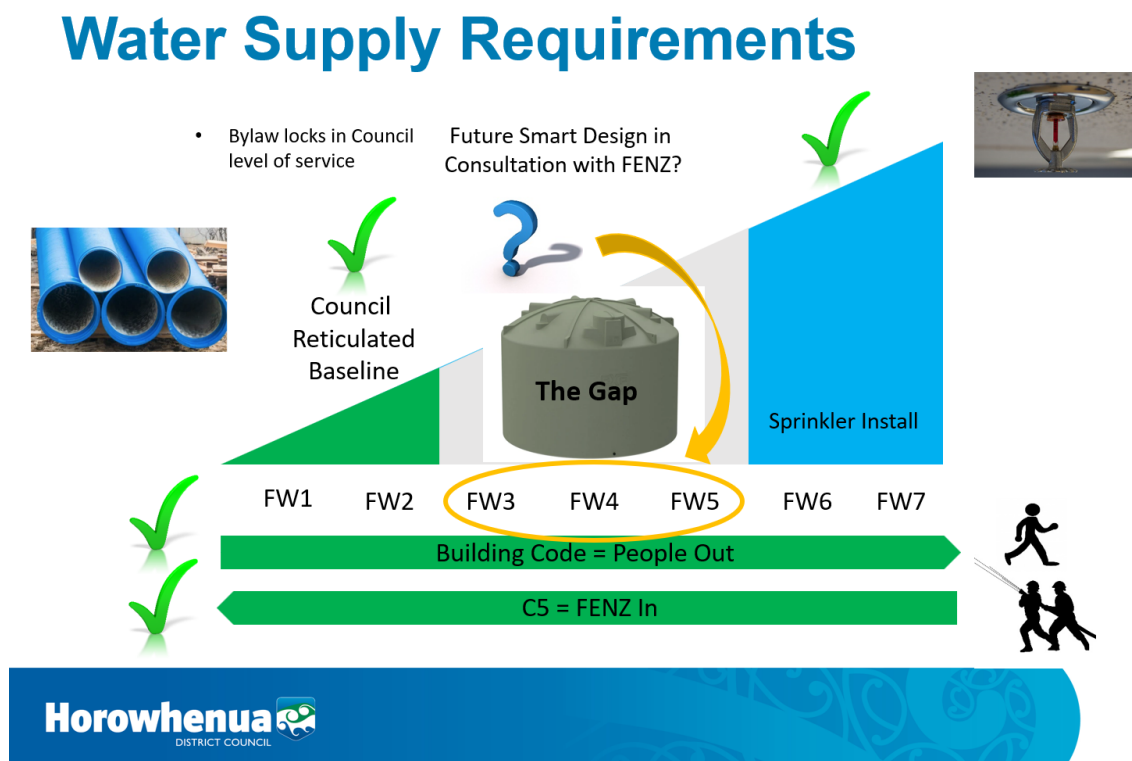 Water Supply Requirements
• Bylaw locks in Council
level of service
Future Smart Design in
Consultation with FENZ?
Council
Reticulated
Baseline
The Gap
Sprinkler Install
FW1 FW2 FW3 FW4 FW5 FW6 FW7
Building Code = People Out
C5 = FENZ In
Horowhenua
DISTRICT COUNCIL